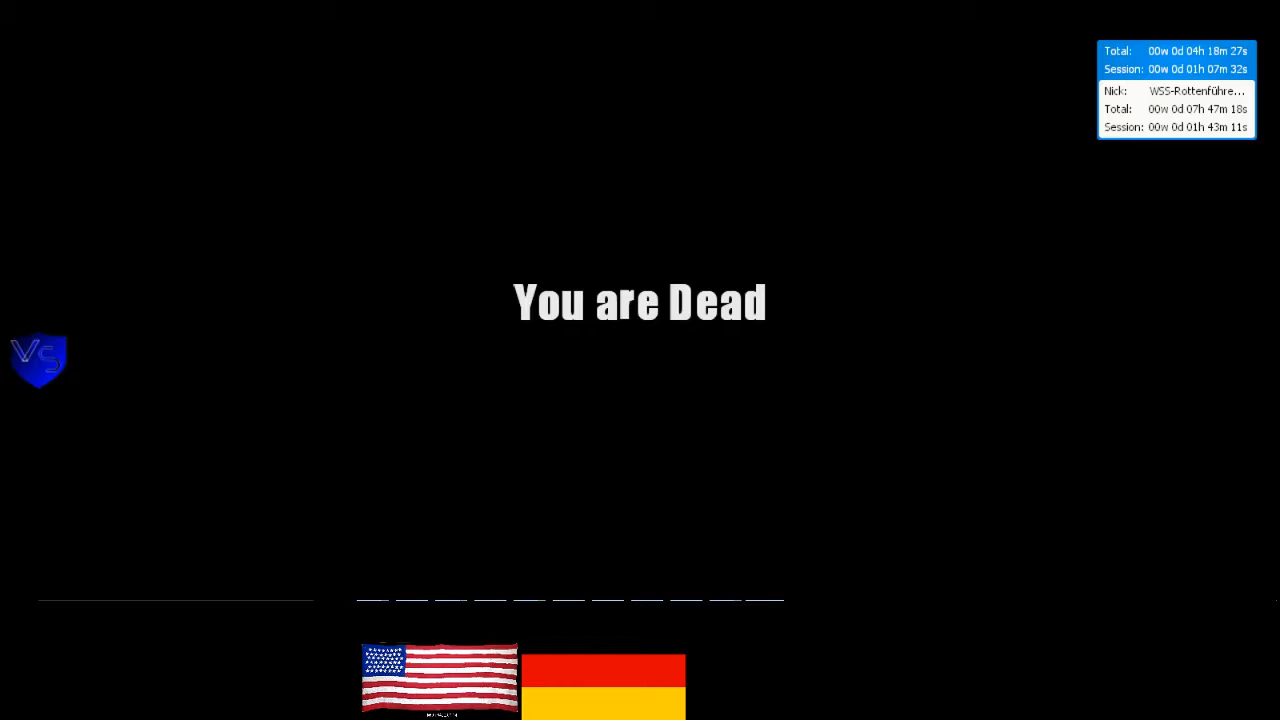 Total: 00w 0d 04h 18m 27s
Session: 00w 0d 01h 07m 32s
Nick: WSS-Rottenführe...
Total: 00w 0d 07h 47m 18s
Session: 00w 0d 01h 43m 11s
You are Dead
VS